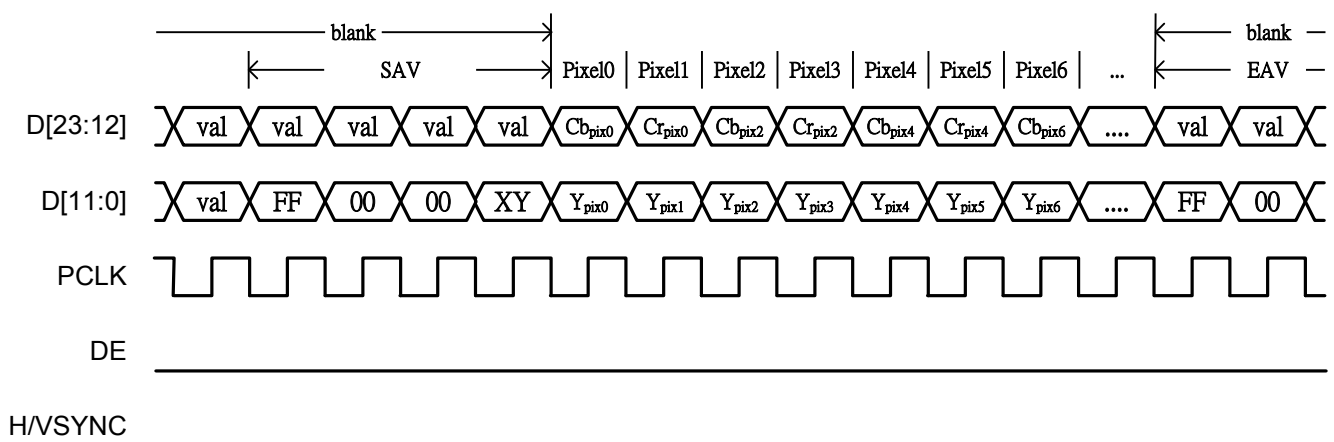 blank blank
SAV Pixel0 Pixel1 Pixel2 Pixel3 Pixel4 Pixel5 Pixel6 ... EAV
D[23:12] val val val val val Cbpix0 Crpix0 Cbpix2 Crpix2 Cbpix4 Crpix4 Cbpix6 .... val val
D[11:0] val FF 00 00 XY Ypix0 Ypix1 Ypix2 Ypix3 Ypix4 Ypix5 Ypix6 .... FF 00
PCLK
DE
H/VSYNC